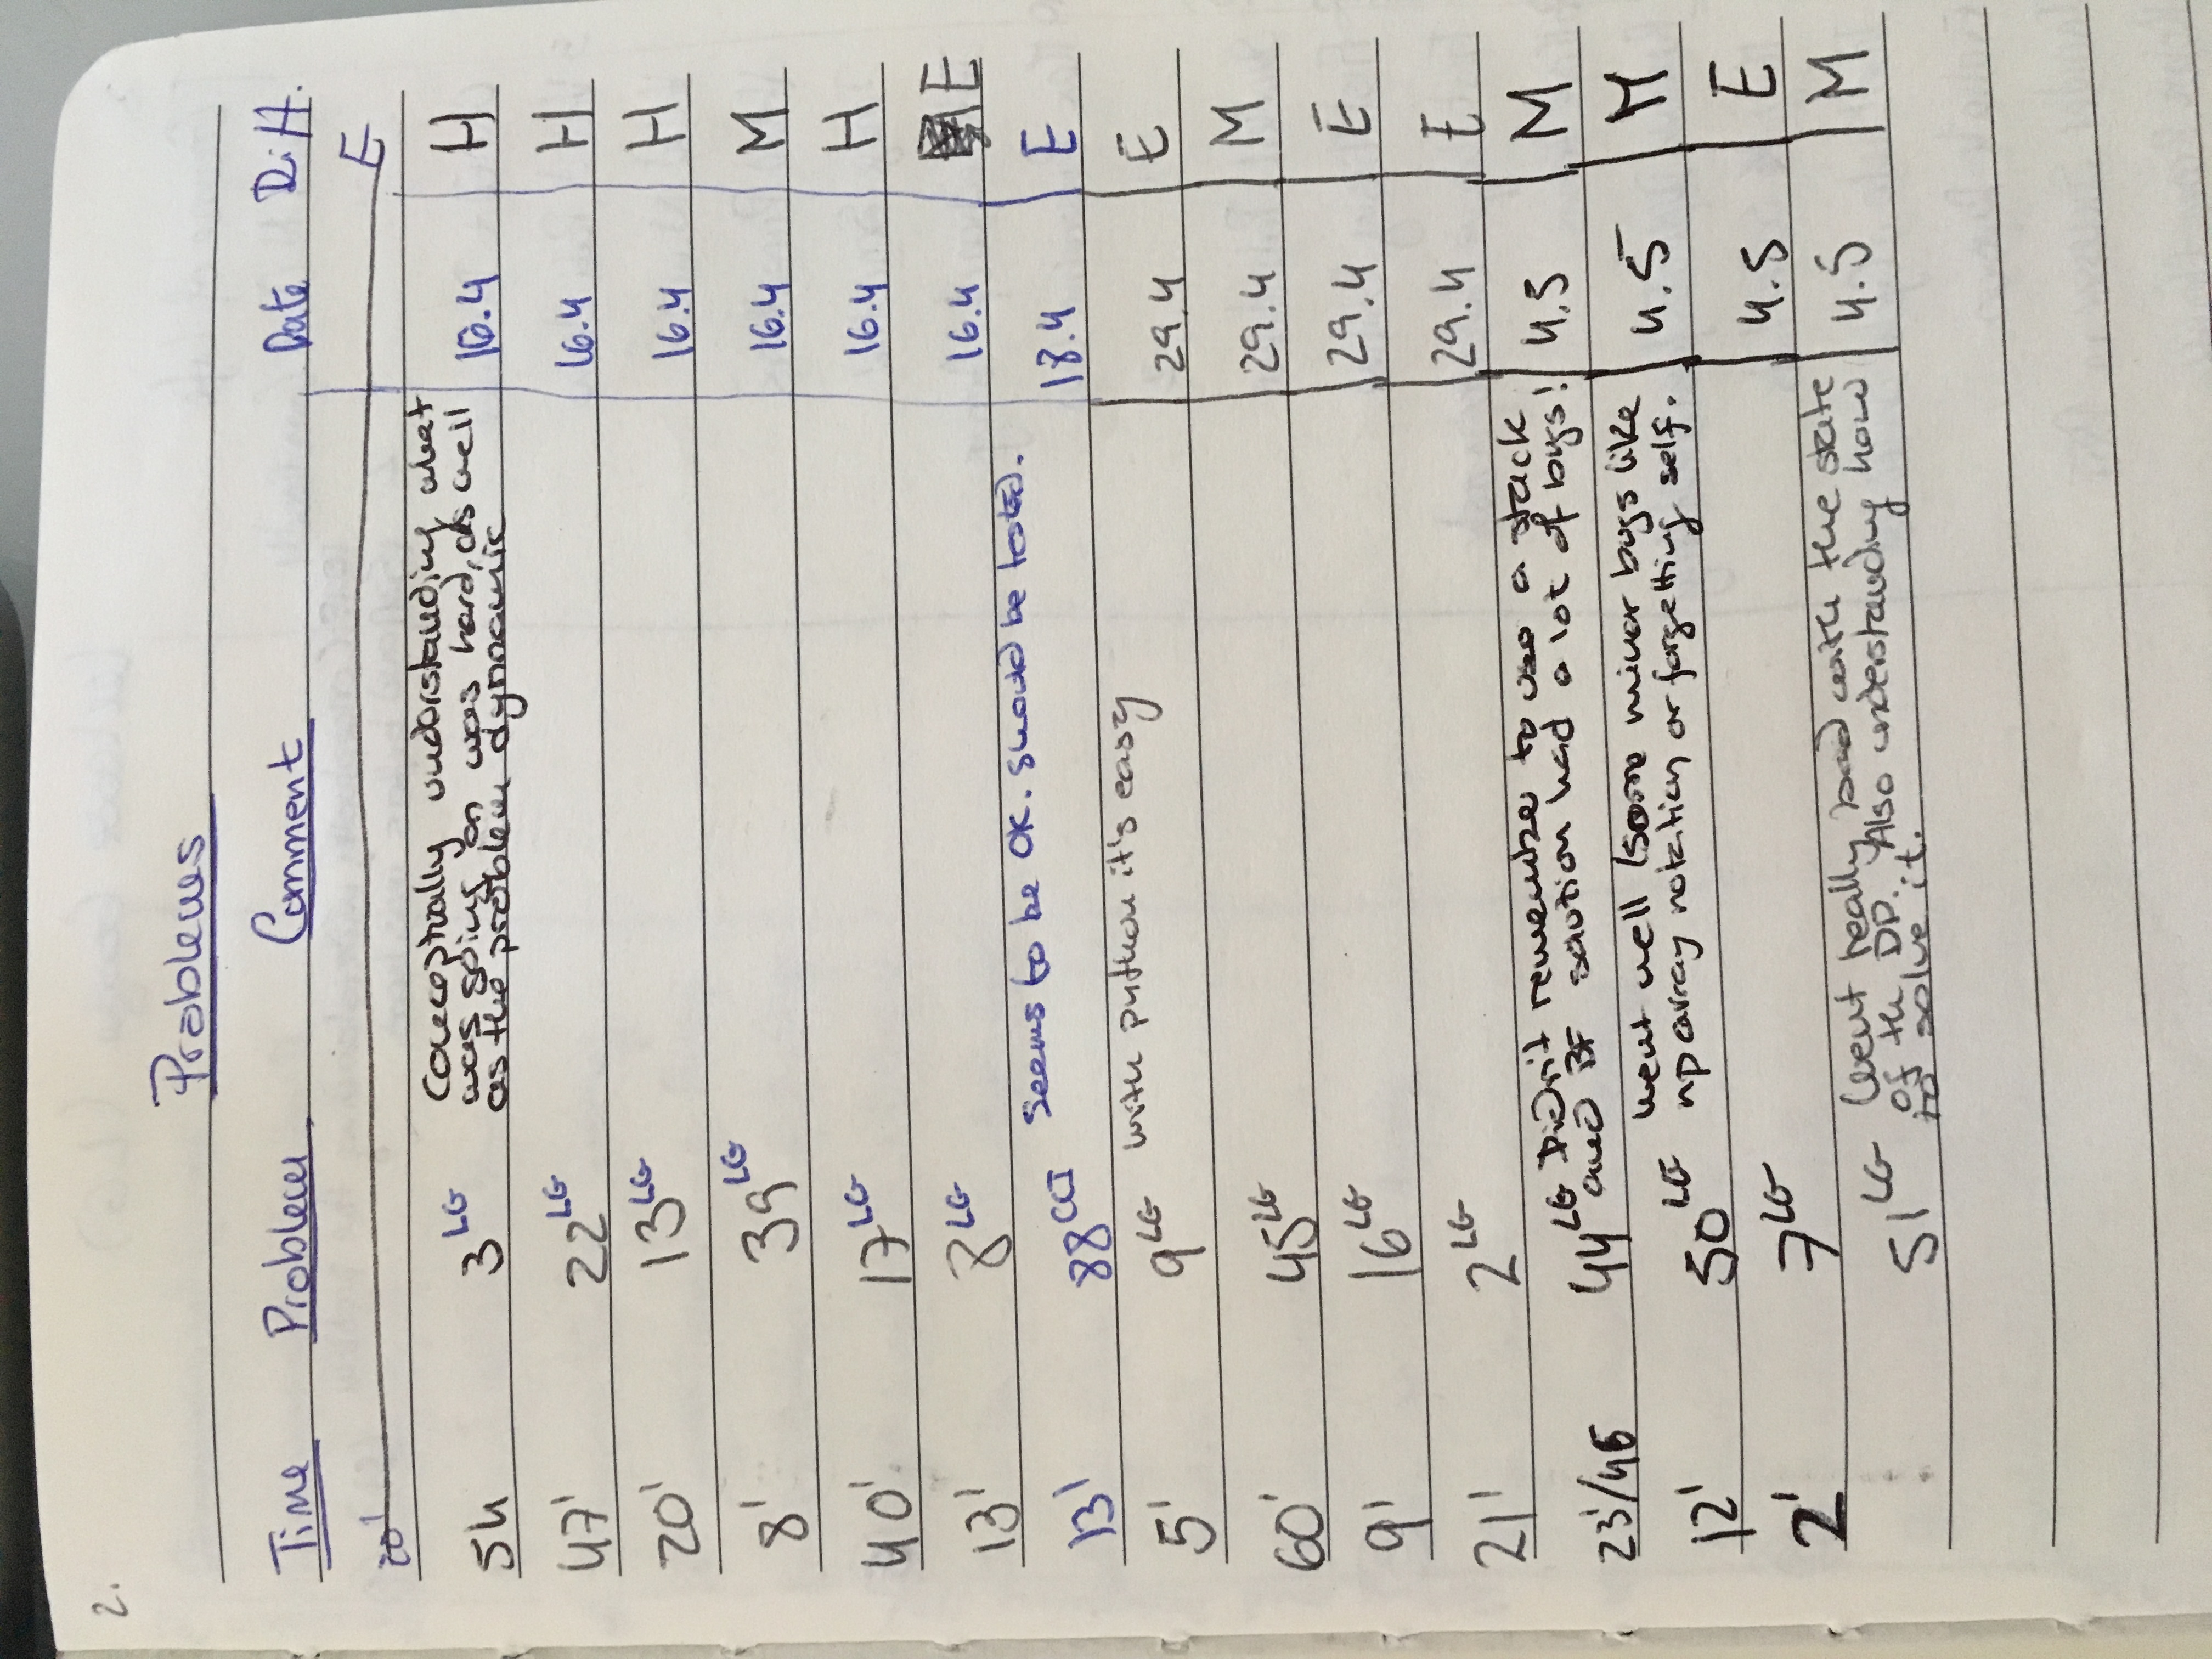 2.
Problems
Time Problem Comment Date Diff.
20' E
5h 3 LG Conceptually understanding what
was going on was hard, as well
as the problem dynnamic 16.4 H
47' 22 LG 16.4 H
20' 13 LG 16.4 H
8' 39 LG 16.4 M
40' 17 LG 16.4 H
13' 8 LG 16.4 E
13' 88 CCI Seems to be OK. Should be tested. 18.4 E
5' 9 LG with python it's easy 29.4 E
60' 45 LG 29.4 M
9' 16 LG 29.4 E
21' 2 LG 29.4 E
23'/46 44 LG Didn't remember to use a stack
and BF solution had a lot of bugs! 4.5 M
12' 50 LG Went well (some minor bugs like
np array notation or forgetting self. 4.5 M
2' 7 LG 4.5 E
51 LG Went really bad with the state
of the DP. Also understanding how
to solve it. 4.5 M